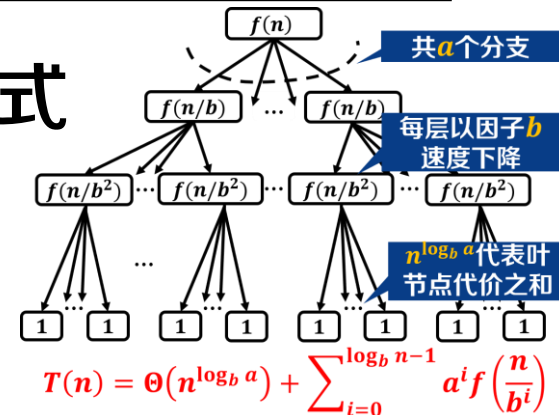 式
f(n)
共a个分支
f(n/b) ... f(n/b)
每层以因子b
速度下降
f(n/b²) ... f(n/b²) ... f(n/b²) ... f(n/b²)
n^{log_b a}代表叶
节点代价之和
...
... ... ... ...
1 1 1 1 1 1 1 1
T(n) = Θ(n^{log_b a}) + ∑_{i=0}^{log_b n−1} a^i f(n/b^i)